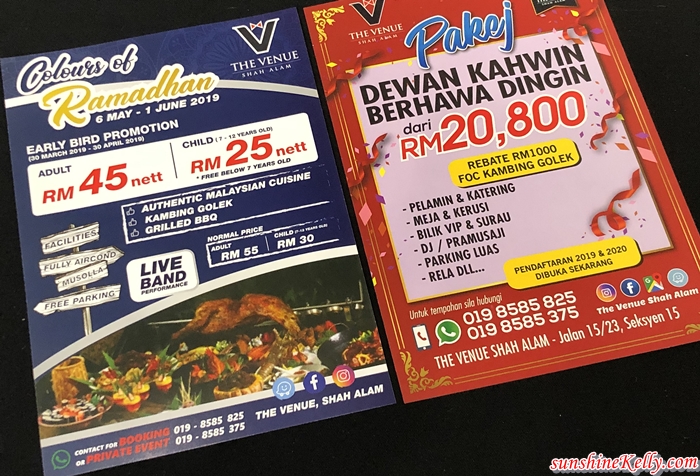 THE VENUE
SHAH ALAM
Colours of
Ramadhan
6 MAY - 1 JUNE 2019
EARLY BIRD PROMOTION
(30 MARCH 2019 - 30 APRIL 2019)
ADULT
RM 45 nett
CHILD (7 - 12 YEARS OLD)
RM 25 nett
* FREE BELOW 7 YEARS OLD
AUTHENTIC MALAYSIAN CUISINE
KAMBING GOLEK
GRILLED BBQ
NORMAL PRICE
ADULT
RM 55
CHILD (7-12 YEARS OLD)
RM 30
FACILITIES
FULLY AIRCOND
MUSOLLA
FREE PARKING
LIVE
BAND
PERFORMANCE
THE VENUE, SHAH ALAM
CONTACT FOR BOOKING 019 - 8585 825
OR PRIVATE EVENT 019 - 8585 375
THE VENUE
SHAH ALAM
Pakej
DEWAN KAHWIN
BERHAWA DINGIN
dari
RM20,800
REBATE RM1000
FOC KAMBING GOLEK
- PELAMIN & KATERING
- MEJA & KERUSI
- BILIK VIP & SURAU
- DJ / PRAMUSAJI
- PARKING LUAS
- RELA DLL...
PENDAFTARAN 2019 & 2020
DIBUKA SEKARANG
Untuk tempahan sila hubungi
019 8585 825
019 8585 375
The Venue Shah Alam
THE VENUE SHAH ALAM - Jalan 15/23, Seksyen 15
sunshineKelly.com